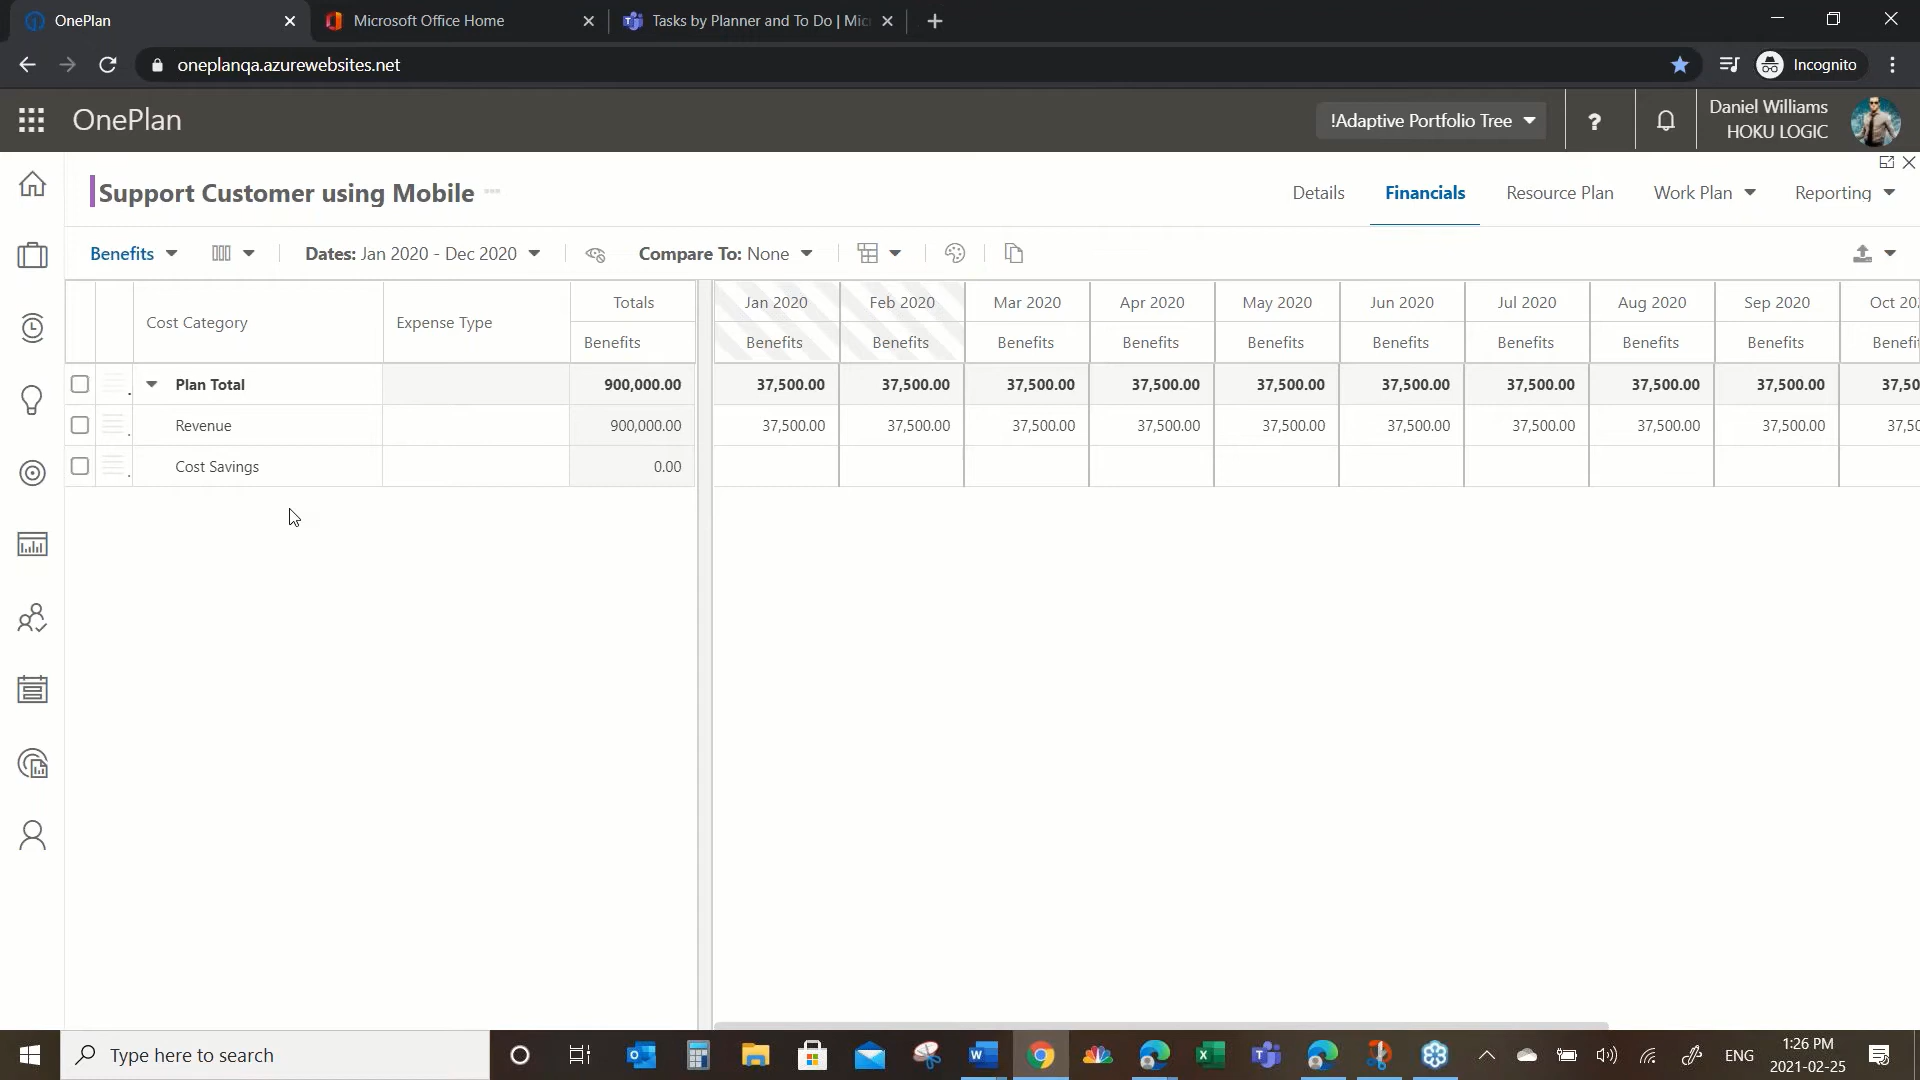 OnePlan
Microsoft Office Home
Tasks by Planner and To Do | Mic
oneplanqa.azurewebsites.net
Incognito
OnePlan
!Adaptive Portfolio Tree
?
Daniel Williams
HOKU LOGIC
Support Customer using Mobile
Details
Financials
Resource Plan
Work Plan
Reporting
Benefits
Dates: Jan 2020 - Dec 2020
Compare To: None
Cost Category
Expense Type
Totals
Benefits
Jan 2020
Feb 2020
Mar 2020
Apr 2020
May 2020
Jun 2020
Jul 2020
Aug 2020
Sep 2020
Oct 20
Benefits
Benefits
Benefits
Benefits
Benefits
Benefits
Benefits
Benefits
Benefits
Benefi
Plan Total 900,000.00 37,500.00 37,500.00 37,500.00 37,500.00 37,500.00 37,500.00 37,500.00 37,500.00 37,500.00 37,50
Revenue 900,000.00 37,500.00 37,500.00 37,500.00 37,500.00 37,500.00 37,500.00 37,500.00 37,500.00 37,500.00 37,50
Cost Savings 0.00
Type here to search
ENG
1:26 PM
2021-02-25